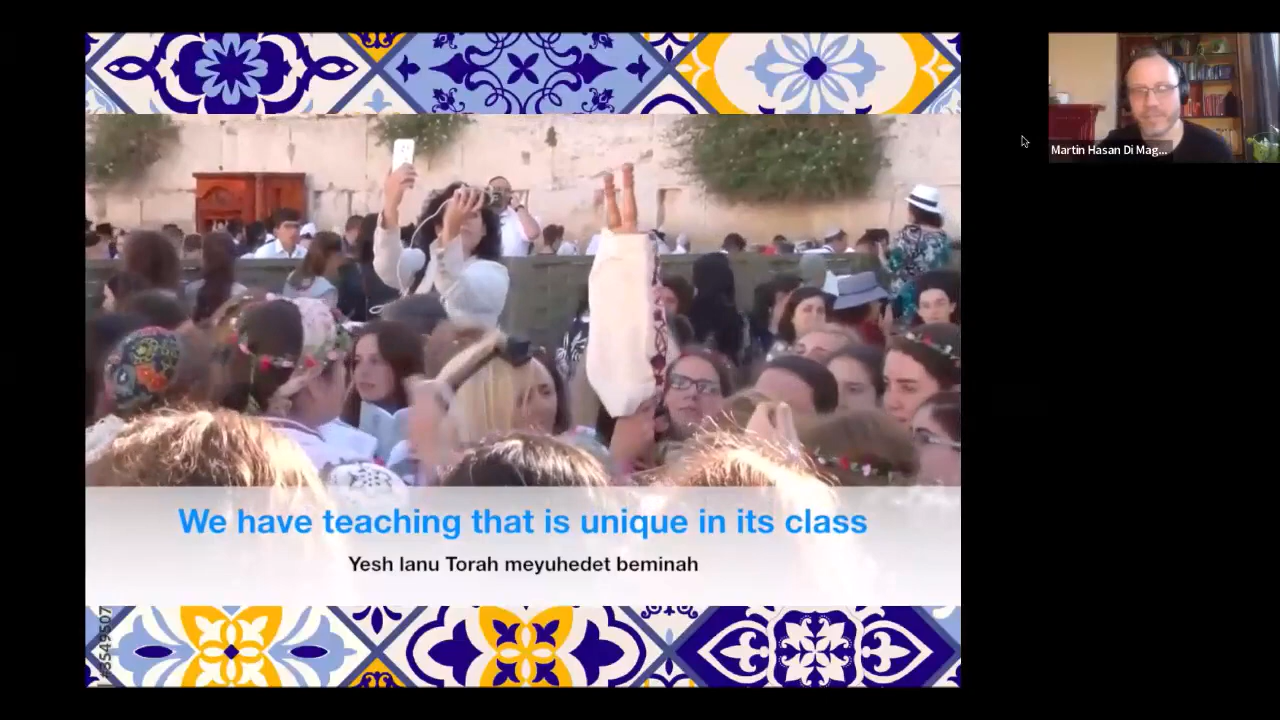 We have teaching that is unique in its class
Yesh lanu Torah meyuhedet beminah
Martin Hasan Di Mag...